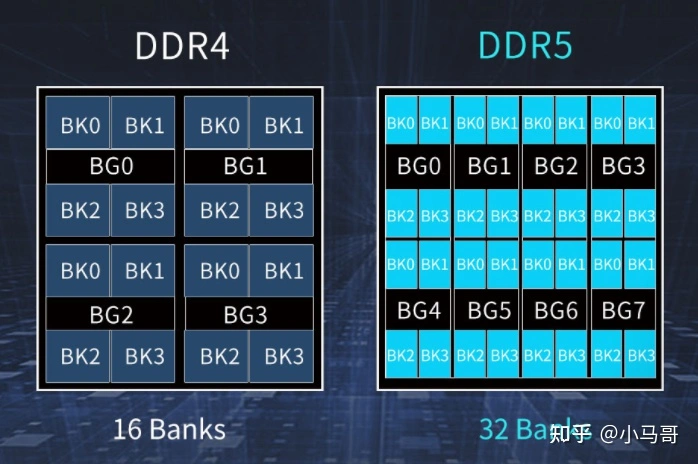 DDR4
BK0 BK1 BK0 BK1
BG0 BG1
BK2 BK3 BK2 BK3
BK0 BK1 BK0 BK1
BG2 BG3
BK2 BK3 BK2 BK3
16 Banks
DDR5
BK0 BK1 BK0 BK1 BK0 BK1 BK0 BK1
BG0 BG1 BG2 BG3
BK2 BK3 BK2 BK3 BK2 BK3 BK2 BK3
BK0 BK1 BK0 BK1 BK0 BK1 BK0 BK1
BG4 BG5 BG6 BG7
BK2 BK3 BK2 BK3 BK2 BK3 BK2 BK3
32 Banks
知乎 @小马哥